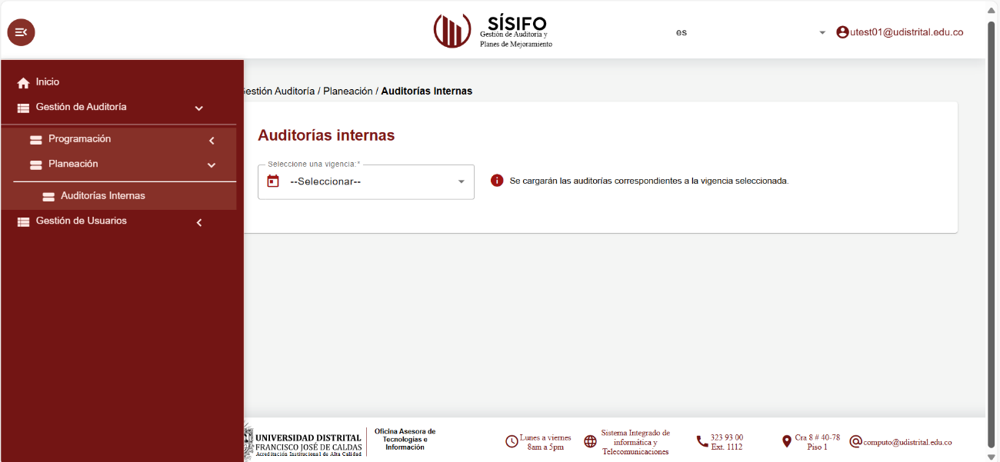 SÍSIFO
Gestión de Auditoría y
Planes de Mejoramiento
es
utest01@udistrital.edu.co
Inicio
Gestión de Auditoría
Programación
Planeación
Auditorías Internas
Gestión de Usuarios
estión Auditoría / Planeación / Auditorías Internas
Auditorías internas
Seleccione una vigencia:*
--Seleccionar--
Se cargarán las auditorías correspondientes a la vigencia seleccionada.
UNIVERSIDAD DISTRITAL
FRANCISCO JOSÉ DE CALDAS
Acreditación Institucional de Alta Calidad
Oficina Asesora de
Tecnologías e
Información
Lunes a viernes
8am a 5pm
Sistema Integrado de
informática y
Telecomunicaciones
323 93 00
Ext. 1112
Cra 8 # 40-78
Piso 1
computo@udistrital.edu.co